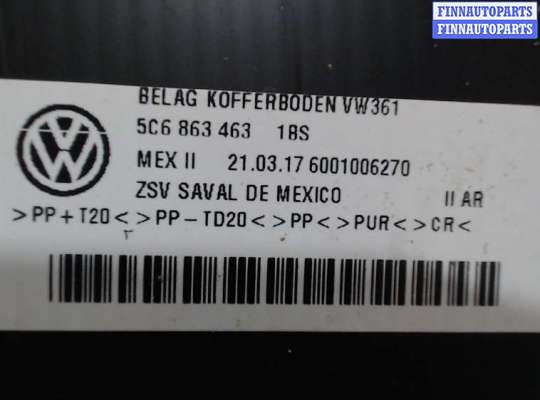 FINNAUTOPARTS
FINNAUTOPARTS
BELAG KOFFERBODEN VW361
5C6 863 463 1BS
MEX II 21.03.17 6001006270
ZSV SAVAL DE MEXICO II AR
>PP+T20< >PP-TD20< >PP< >PUR< >CR<